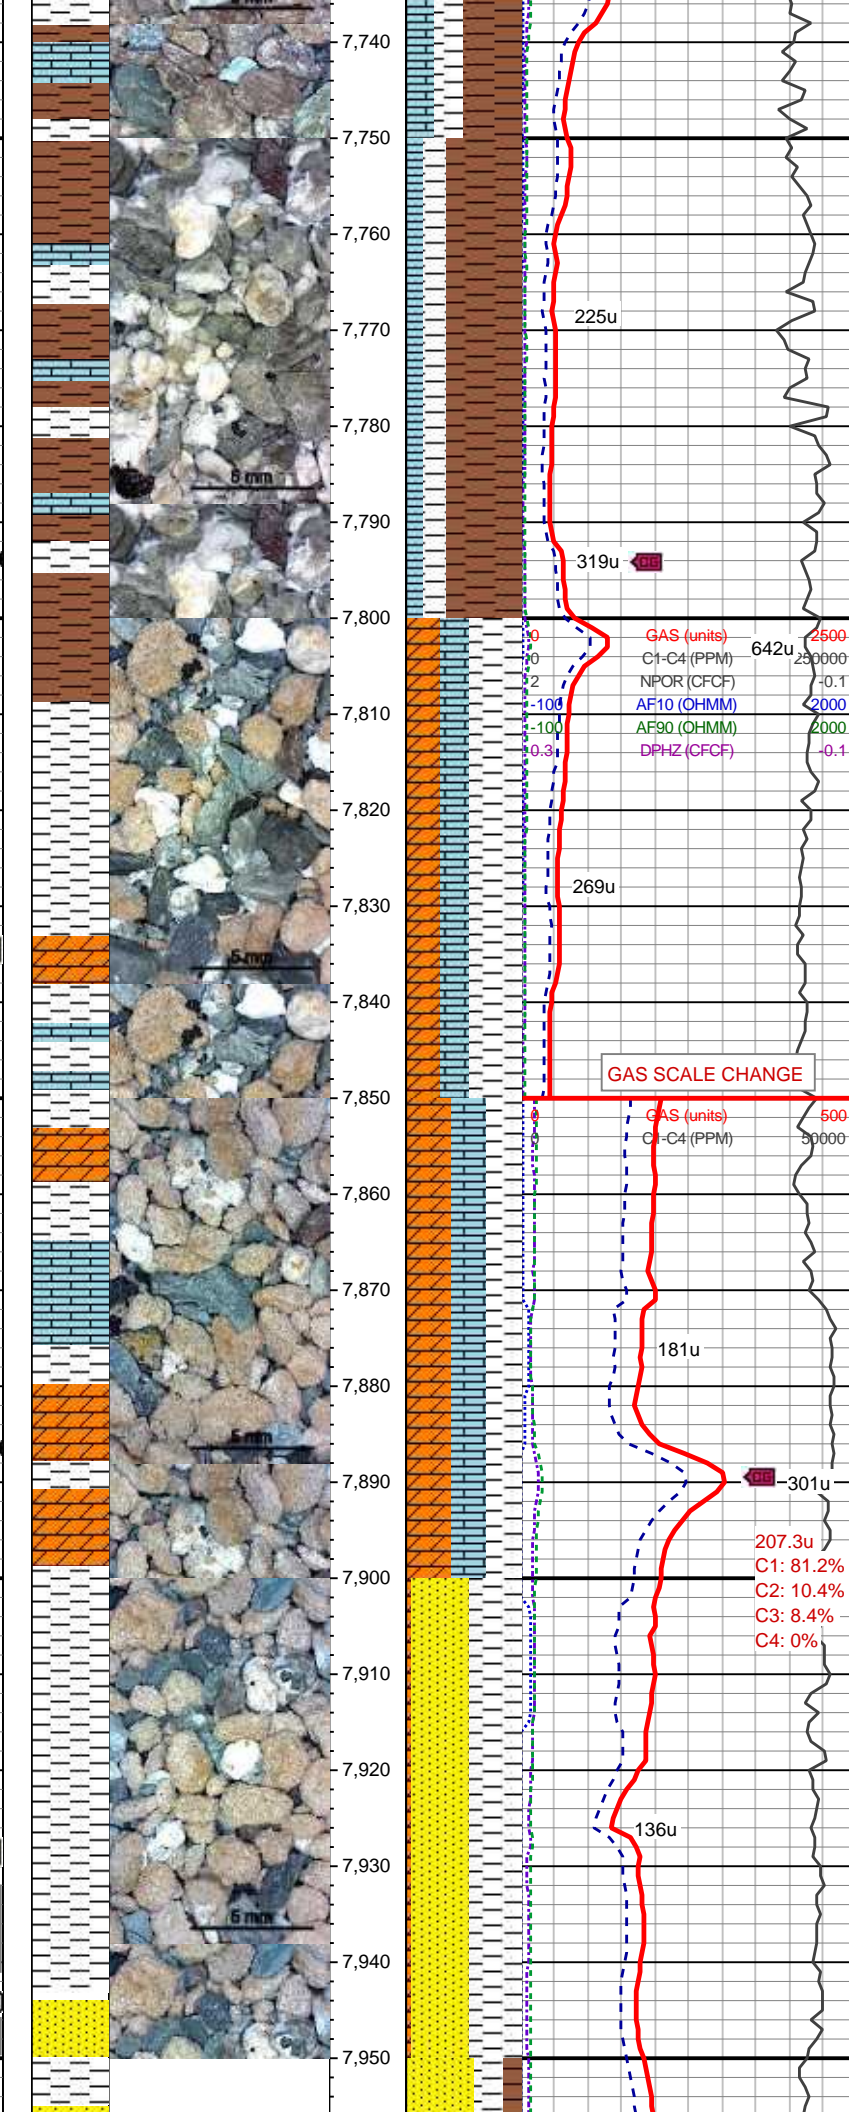 7,740
7,750
7,760
7,770
225u
7,780
5 mm
7,790
319u
CG
7,800
0 GAS (units) 2500
642u
0 C1-C4 (PPM) 250000
2 NPOR (CFCF) -0.1
-100 AF10 (OHMM) 2000
7,810
-100 AF90 (OHMM) 2000
0.3 DPHZ (CFCF) -0.1
7,820
269u
7,830
5 mm
7,840
GAS SCALE CHANGE
7,850
0 GAS (units) 500
0 C1-C4 (PPM) 50000
7,860
7,870
181u
7,880
5 mm
CG
301u
7,890
207.3u
C1: 81.2%
7,900
C2: 10.4%
C3: 8.4%
C4: 0%
7,910
7,920
136u
7,930
5 mm
7,940
7,950